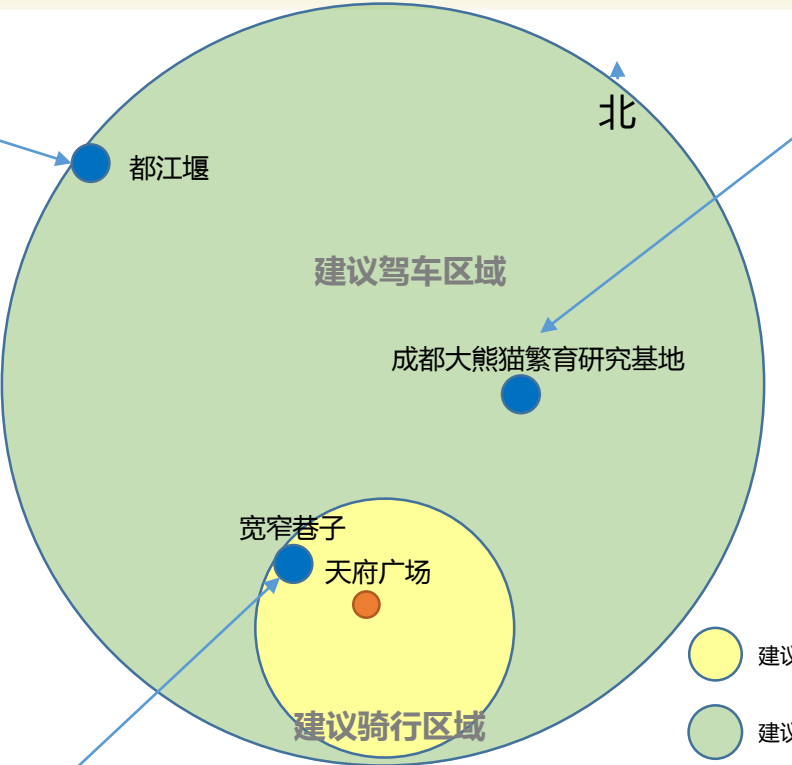 北
都江堰
建议驾车区域
成都大熊猫繁育研究基地
宽窄巷子
天府广场
建议
建议骑行区域
建议